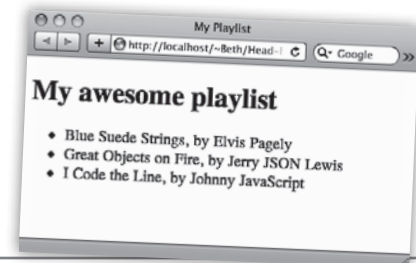 My Playlist
http://localhost/~Beth/Head-
Google
My awesome playlist
Blue Suede Strings, by Elvis Pagely
Great Objects on Fire, by Jerry JSON Lewis
I Code the Line, by Johnny JavaScript